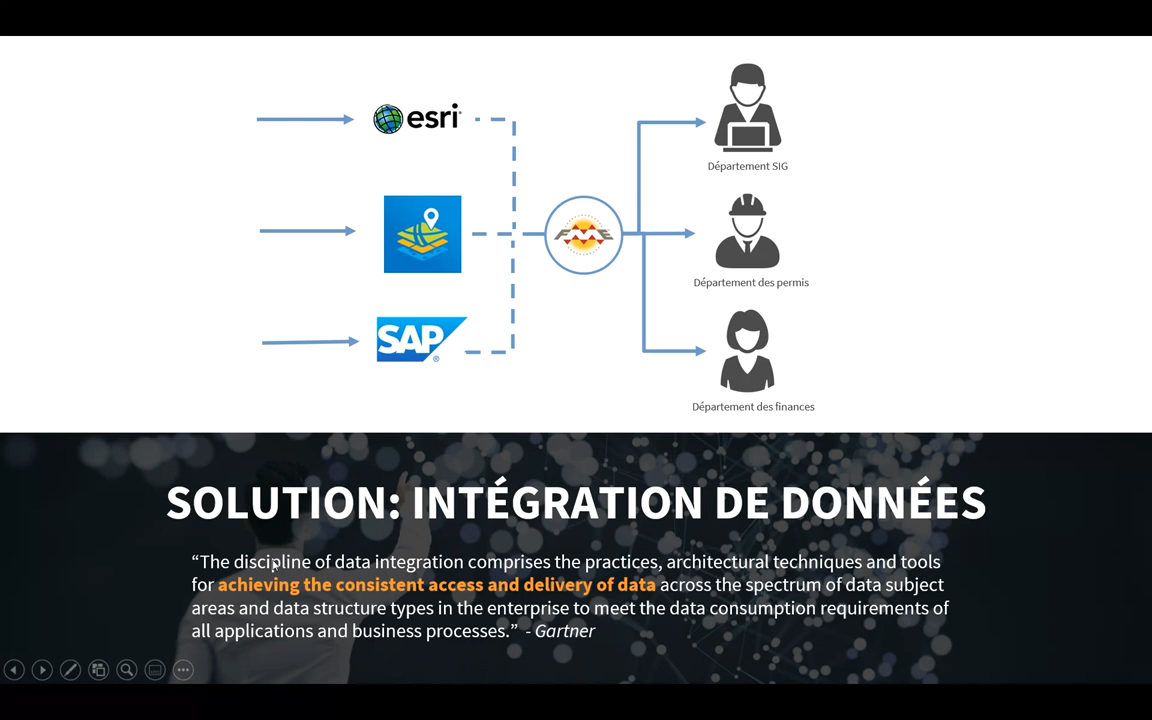 esri
Département SIG
FME
Département des permis
SAP
®
Département des finances
SOLUTION: INTÉGRATION DE DONNÉES
“The discipline of data integration comprises the practices, architectural techniques and tools
for achieving the consistent access and delivery of data across the spectrum of data subject
areas and data structure types in the enterprise to meet the data consumption requirements of
all applications and business processes.” - Gartner